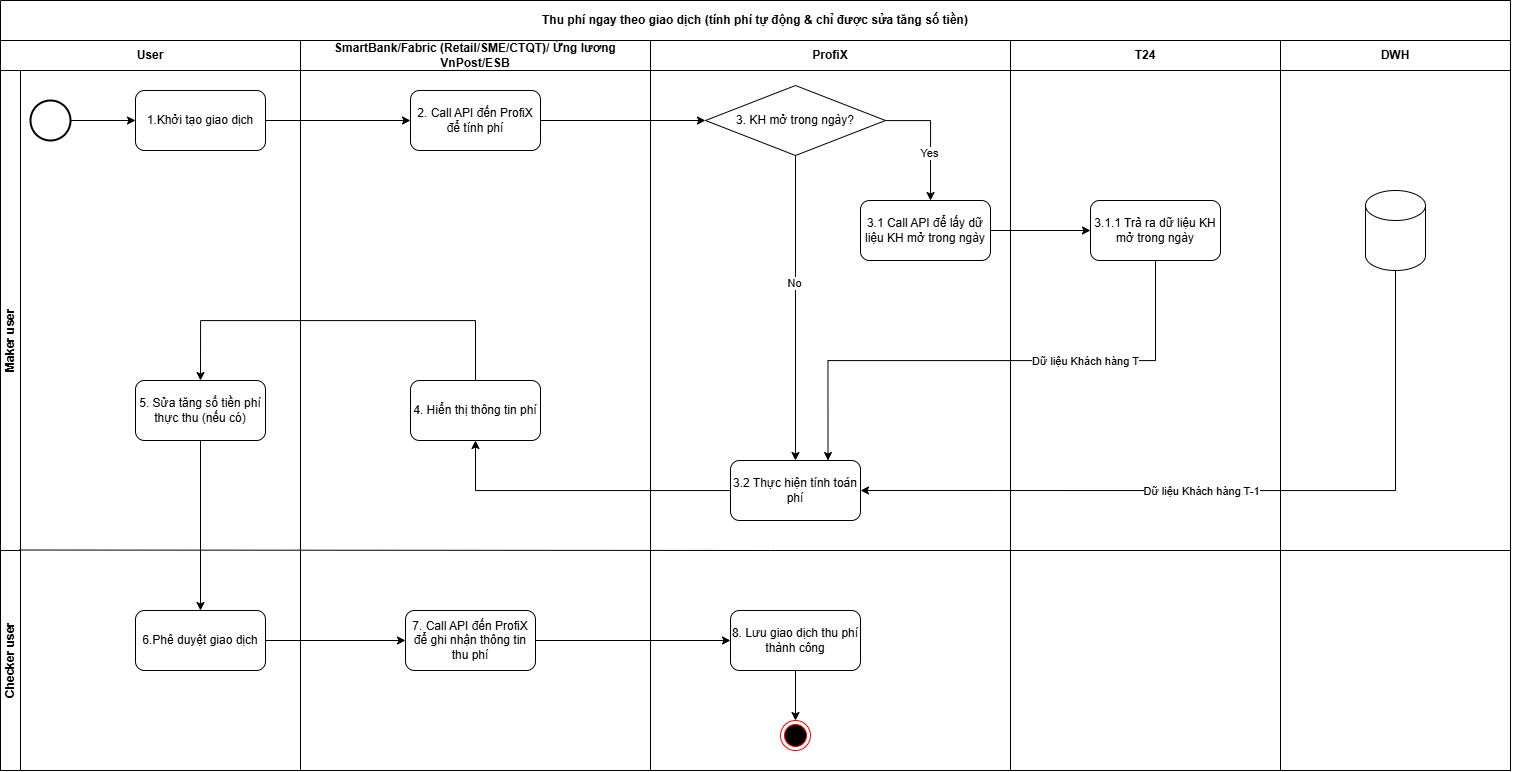 Thu phí ngay theo giao dịch (tính phí tự động & chỉ được sửa tăng số tiền)
User
SmartBank/Fabric (Retail/SME/CTQT)/ Ứng lương
VnPost/ESB
ProfiX
T24
DWH
Maker user
1.Khởi tạo giao dịch
2. Call API đến ProfiX
để tính phí
3. KH mở trong ngày?
Yes
3.1 Call API để lấy dữ
liệu KH mở trong ngày
3.1.1 Trả ra dữ liệu KH
mở trong ngày
No
Dữ liệu Khách hàng T
5. Sửa tăng số tiền phí
thực thu (nếu có)
4. Hiển thị thông tin phí
3.2 Thực hiện tính toán
phí
Dữ liệu Khách hàng T-1
Checker user
6.Phê duyệt giao dịch
7. Call API đến ProfiX
để ghi nhận thông tin
thu phí
8. Lưu giao dịch thu phí
thành công